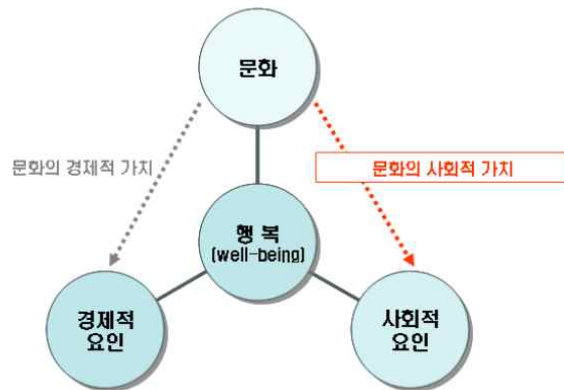 문화
문화의 경제적 가치
문화의 사회적 가치
행 복
(well-being)
경제적
요인
사회적
요인